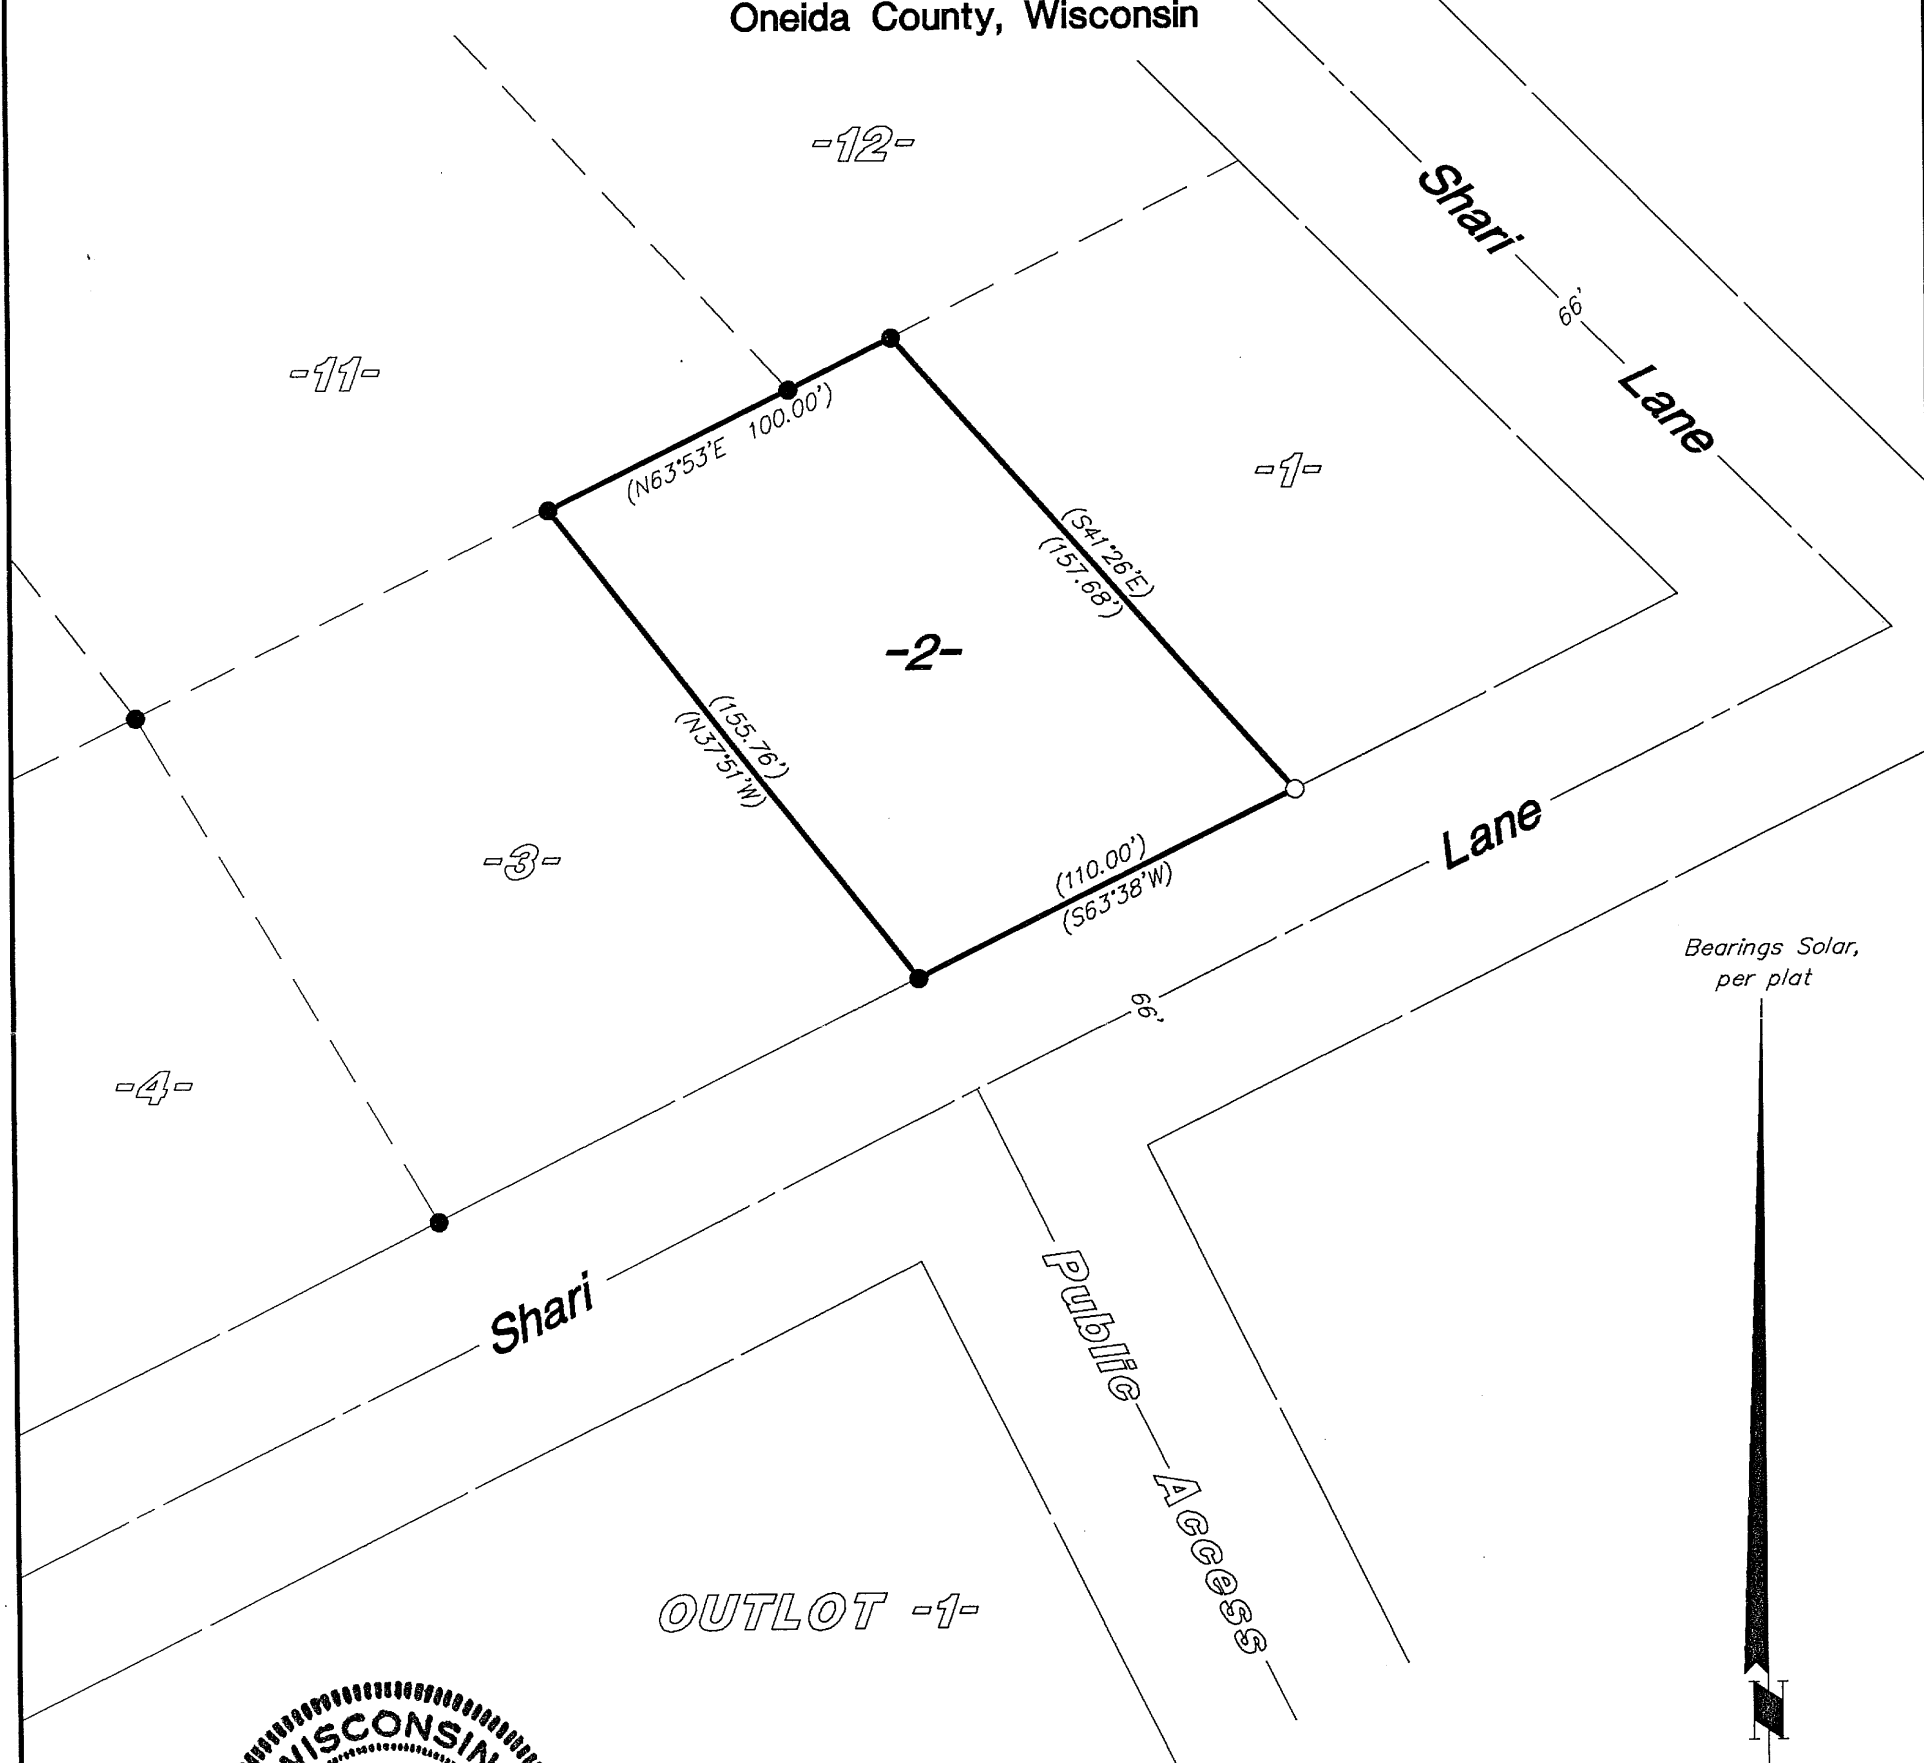 Oneida County, Wisconsin
-12-
Shari
66'
Lane
-11-
(N63°53'E 100.00')
-1-
(S41°26'E)
(157.68')
-2-
(155.76')
(N37°51'W)
-3-
(110.00')
(S63°38'W)
Lane
66'
Shari
-4-
Bearings Solar,
per plat
Public
Access
OUTLOT -1-
N
WISCONSIN